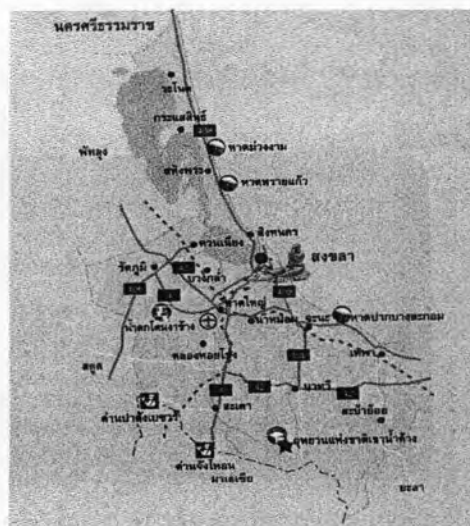 นครศรีธรรมราช
ระโนด
กระแสสินธุ์
หาดม่วงงาม
พัทลุง
สทิงพระ
หาดทรายแก้ว
สิงหนคร
ควนเนียง
สงขลา
รัตภูมิ
บางกล่ำ
หาดใหญ่
น้ำตกโตนงาช้าง
นาหม่อม
จะนะ
หาดปากบางสะกอม
คลองหอยโข่ง
เทพา
สตูล
นาทวี
สะเดา
สะบ้าย้อย
ด่านปาดังเบซาร์
อุทยานแห่งชาติเขาน้ำค้าง
ด่านจังโหลน
มาเลเซีย
ยะลา